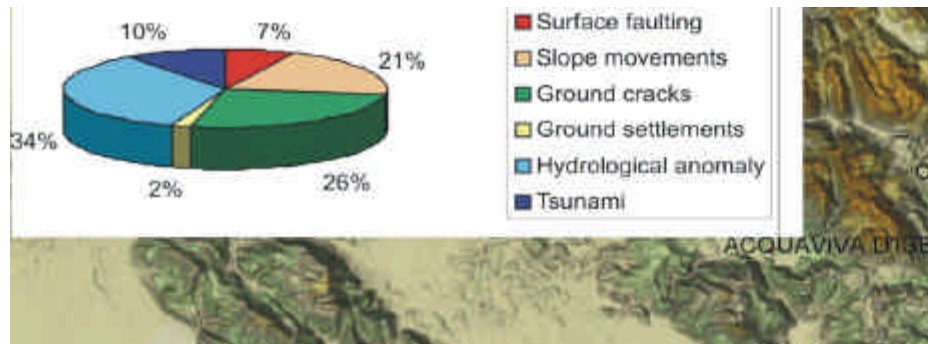 10%
7%
21%
34%
2%
26%
Surface faulting
Slope movements
Ground cracks
Ground settlements
Hydrological anomaly
Tsunami
ACQUAVIVA